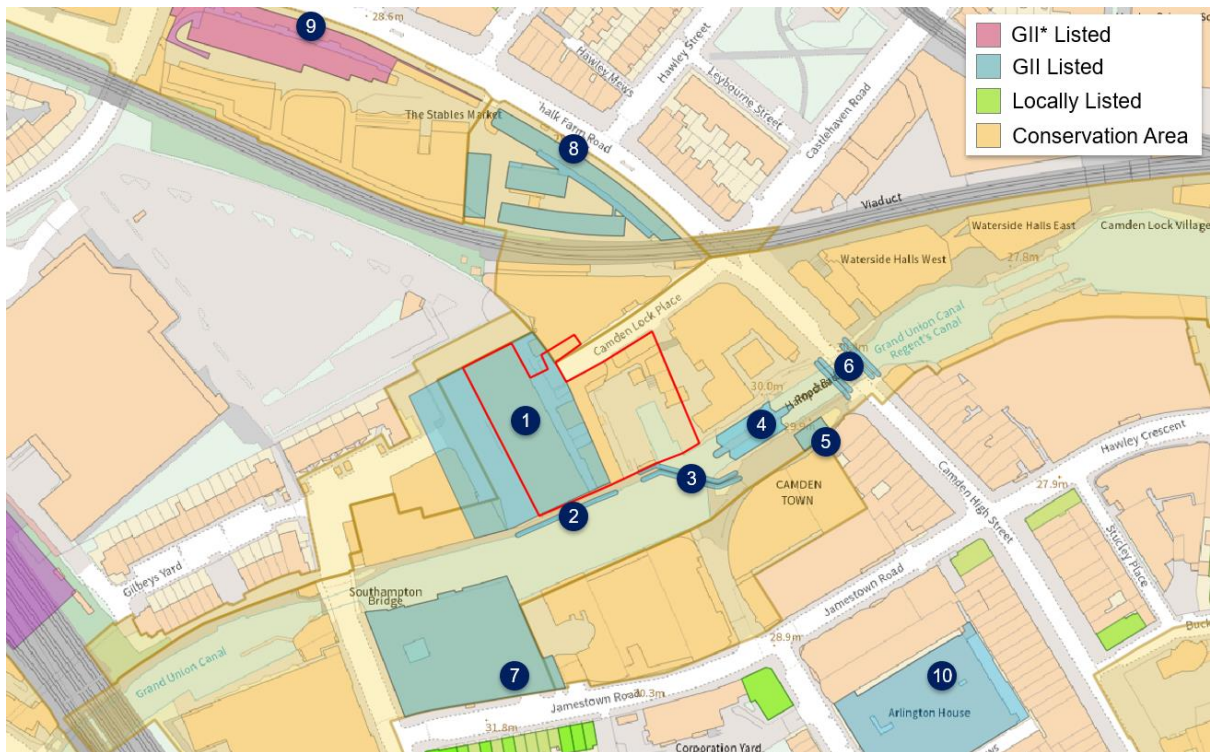 9
28.6m
GII* Listed
GII Listed
Locally Listed
Conservation Area
Hawley Mews
Hawley Street
Leybourne Street
Castlehaven Road
The Stables Market
halk Farm Road
8
Viaduct
Waterside Halls East
Waterside Halls West
Camden Lock Village
27.8m
Grand Union Canal
Regent's Canal
Camden Lock Place
6
30.0m
1
4
5
29.9m
3
2
CAMDEN
TOWN
Hawley Crescent
27.9m
Camden High Street
Stucley Place
Gilbeys Yard
Southampton
Bridge
Grand Union Canal
Jamestown Road
28.9m
7
10
Jamestown Road
30.3m
31.8m
Arlington House
Corporation Yard